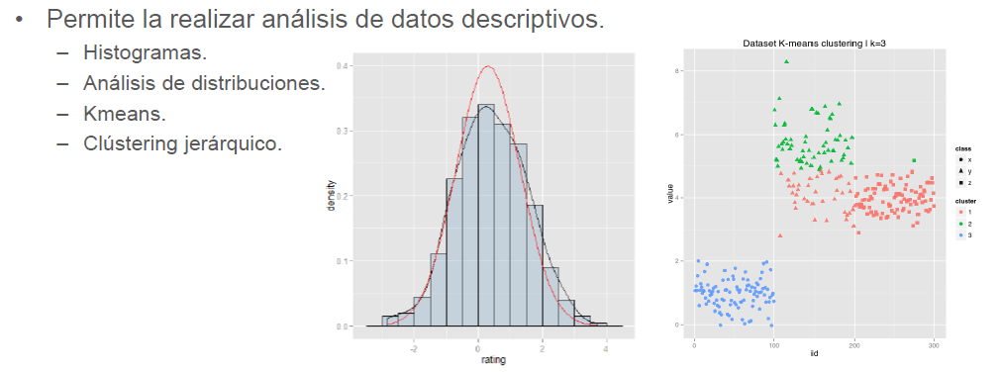 • Permite la realizar análisis de datos descriptivos.
– Histogramas.
– Análisis de distribuciones.
– Kmeans.
– Clústering jerárquico.
density
0.4
0.3
0.2
0.1
0.0
-2
0
2
4
rating
Dataset K-means clustering | k=3
value
8
6
4
2
0
0
100
200
300
iid
class
x
y
z
cluster
1
2
3